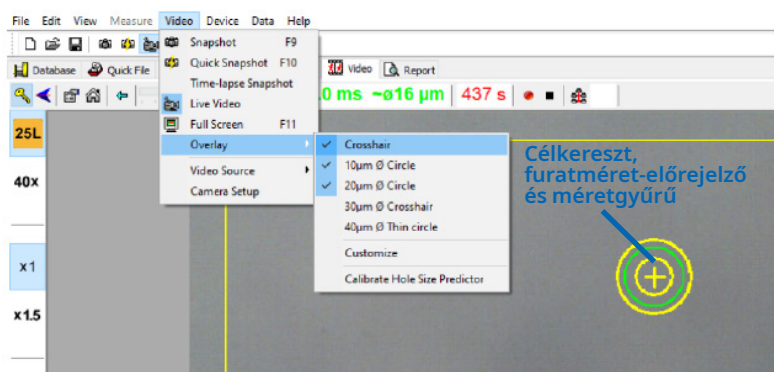 File Edit View Measure Video Device Data Help
Snapshot F9
Quick Snapshot F10
Time-lapse Snapshot
Live Video
Full Screen F11
Overlay
Video Source
Camera Setup
Database Quick File Video Report
.0 ms ~ø16 µm 437 s
25L
40x
x1
x1.5
Crosshair
10µm Ø Circle
20µm Ø Circle
30µm Ø Crosshair
40µm Ø Thin circle
Customize
Calibrate Hole Size Predictor
Célkereszt,
furatméret-előrejelző
és méretgyűrű